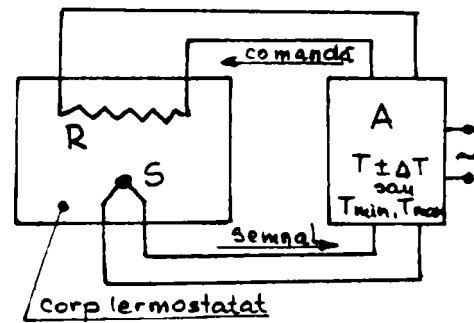 comandă
R
A
S
T ± ΔT
sau
Tmin, Tmax
~
semnal
corp termostatat